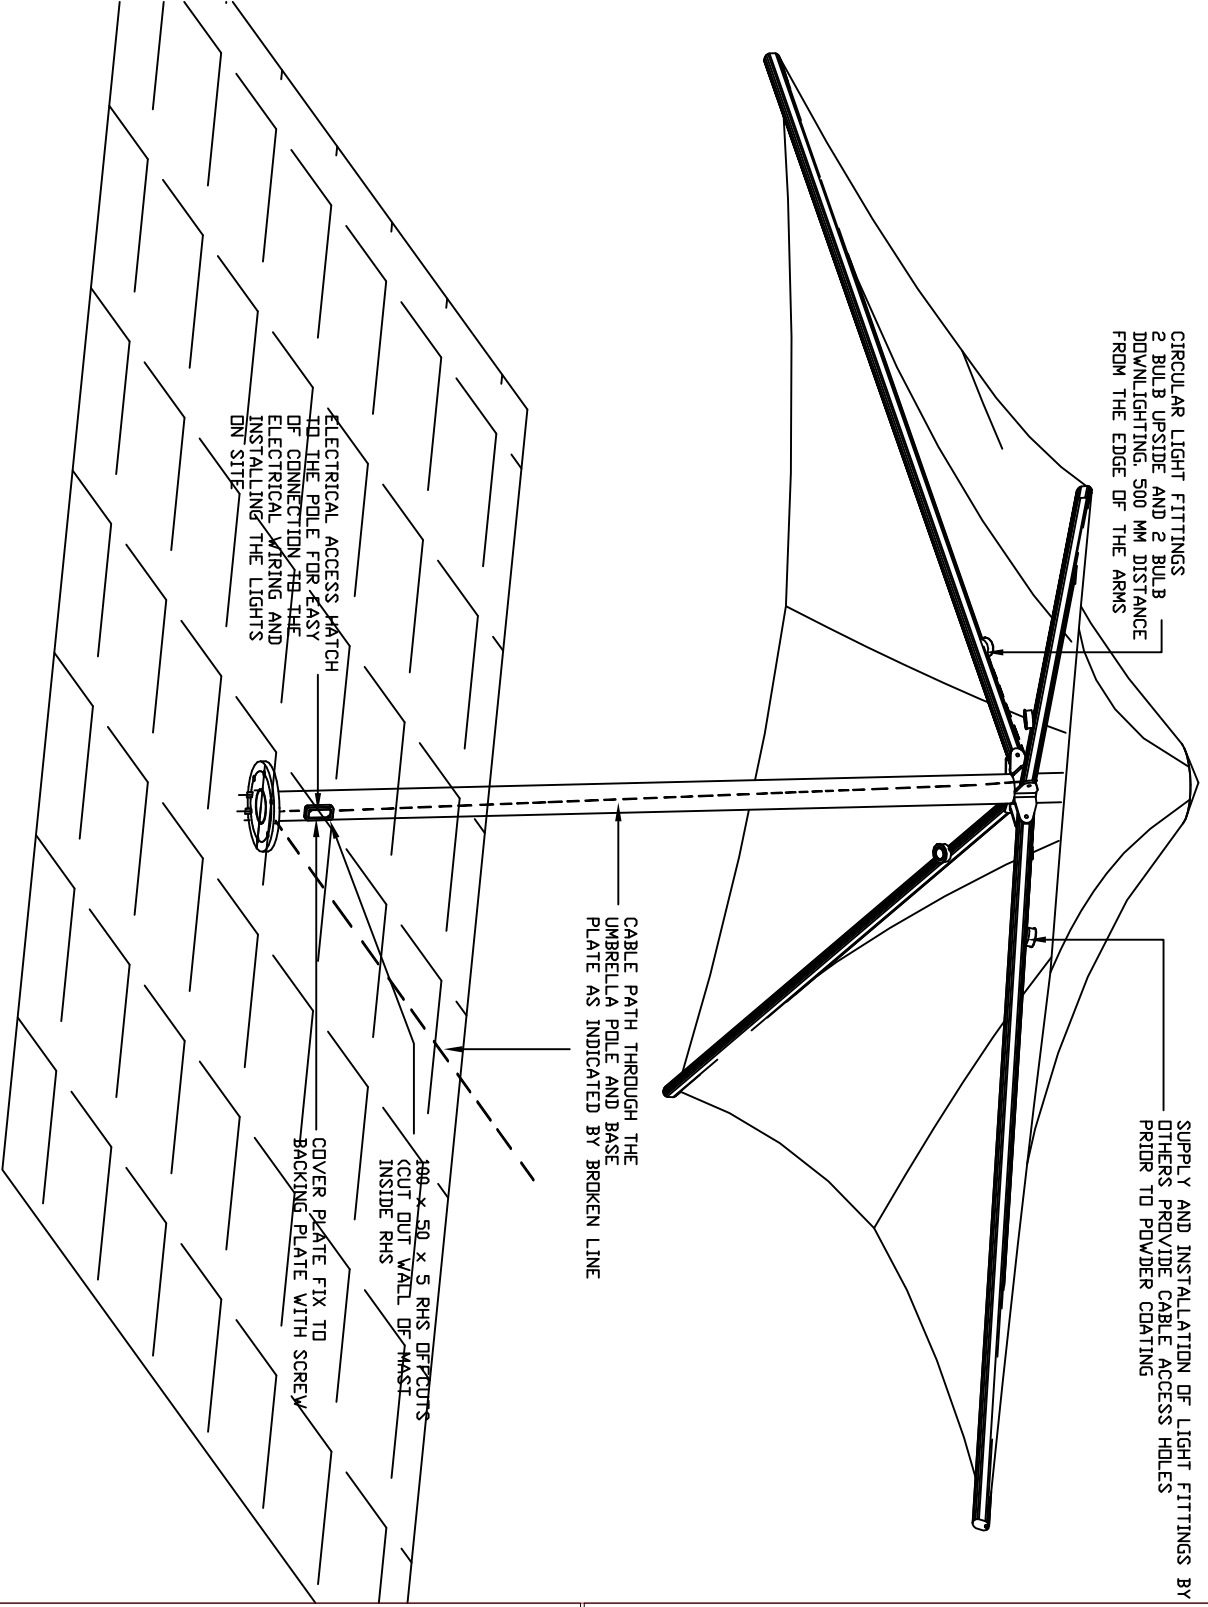 CIRCULAR LIGHT FITTINGS
2 BULB UPSIDE AND 2 BULB
DOWNLIGHTING, 500 MM DISTANCE
FROM THE EDGE OF THE ARMS
SUPPLY AND INSTALLATION OF LIGHT FITTINGS BY
OTHERS PROVIDE CABLE ACCESS HOLES
PRIOR TO POWDER COATING
CABLE PATH THROUGH THE
UMBRELLA POLE AND BASE
PLATE AS INDICATED BY BROKEN LINE
ELECTRICAL ACCESS HATCH
TO THE POLE FOR EASY
OF CONNECTION TO THE
ELECTRICAL WIRING AND
INSTALLING THE LIGHTS
ON SITE
100 x 50 x 5 RHS OFFCUTS
(CUT OUT WALL OF MAST
INSIDE RHS
COVER PLATE FIX TO
BACKING PLATE WITH SCREW